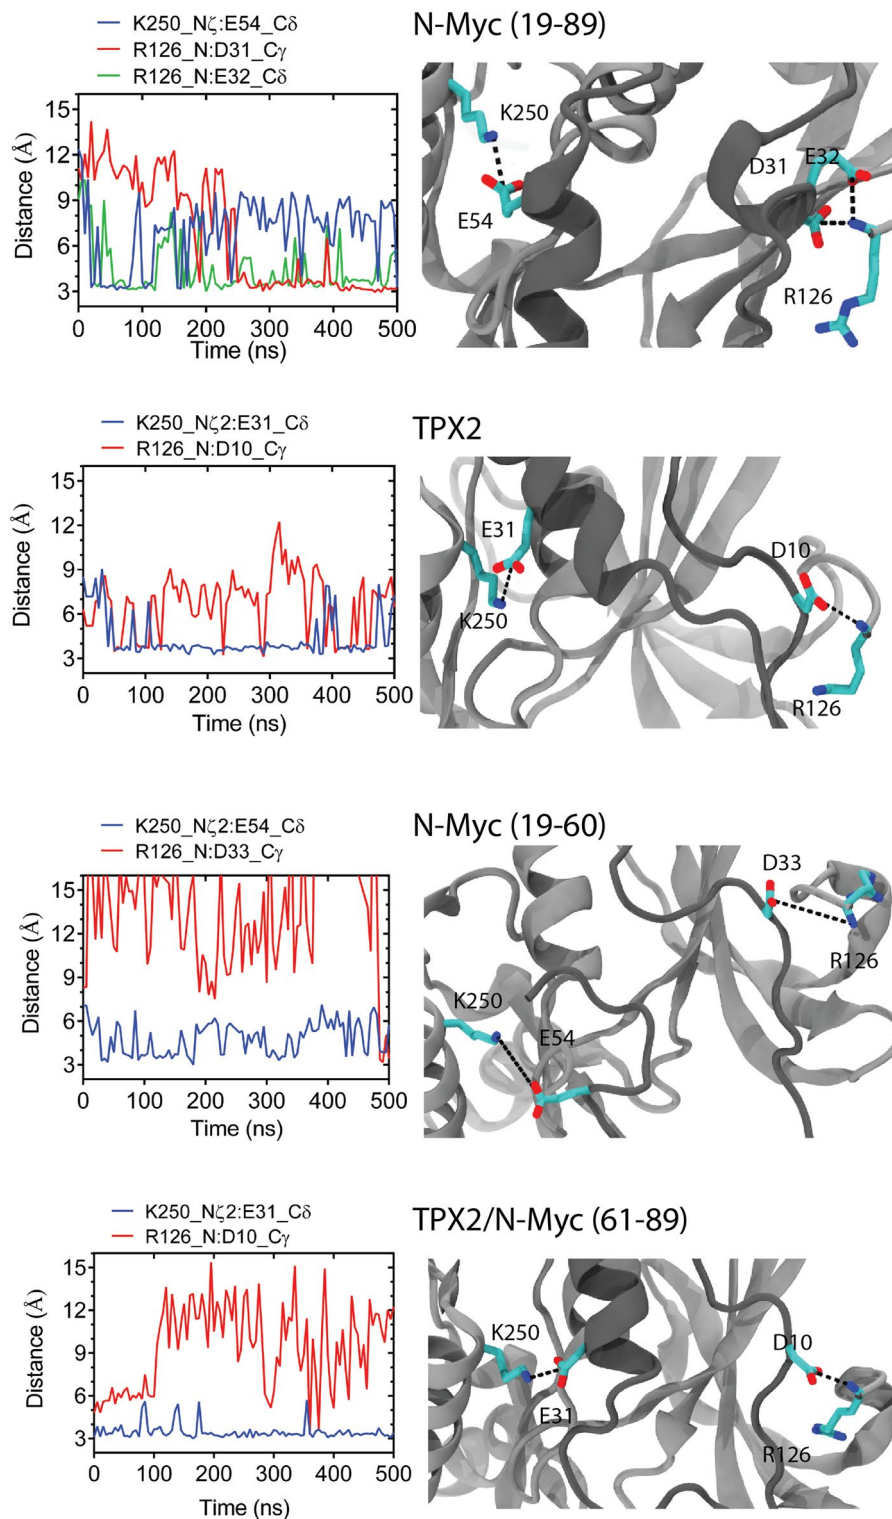 K250_Nζ:E54_Cδ
R126_N:D31_Cγ
R126_N:E32_Cδ
N-Myc (19-89)
Distance (Å)
15
12
9
6
3
0 100 200 300 400 500
Time (ns)
K250
E54
D31
E32
R126
K250_Nζ2:E31_Cδ
R126_N:D10_Cγ
TPX2
Distance (Å)
15
12
9
6
3
0 100 200 300 400 500
Time (ns)
E31
K250
D10
R126
K250_Nζ2:E54_Cδ
R126_N:D33_Cγ
N-Myc (19-60)
Distance (Å)
15
12
9
6
3
0 100 200 300 400 500
Time (ns)
D33
R126
K250
E54
K250_Nζ2:E31_Cδ
R126_N:D10_Cγ
TPX2/N-Myc (61-89)
Distance (Å)
15
12
9
6
3
0 100 200 300 400 500
Time (ns)
K250
E31
D10
R126